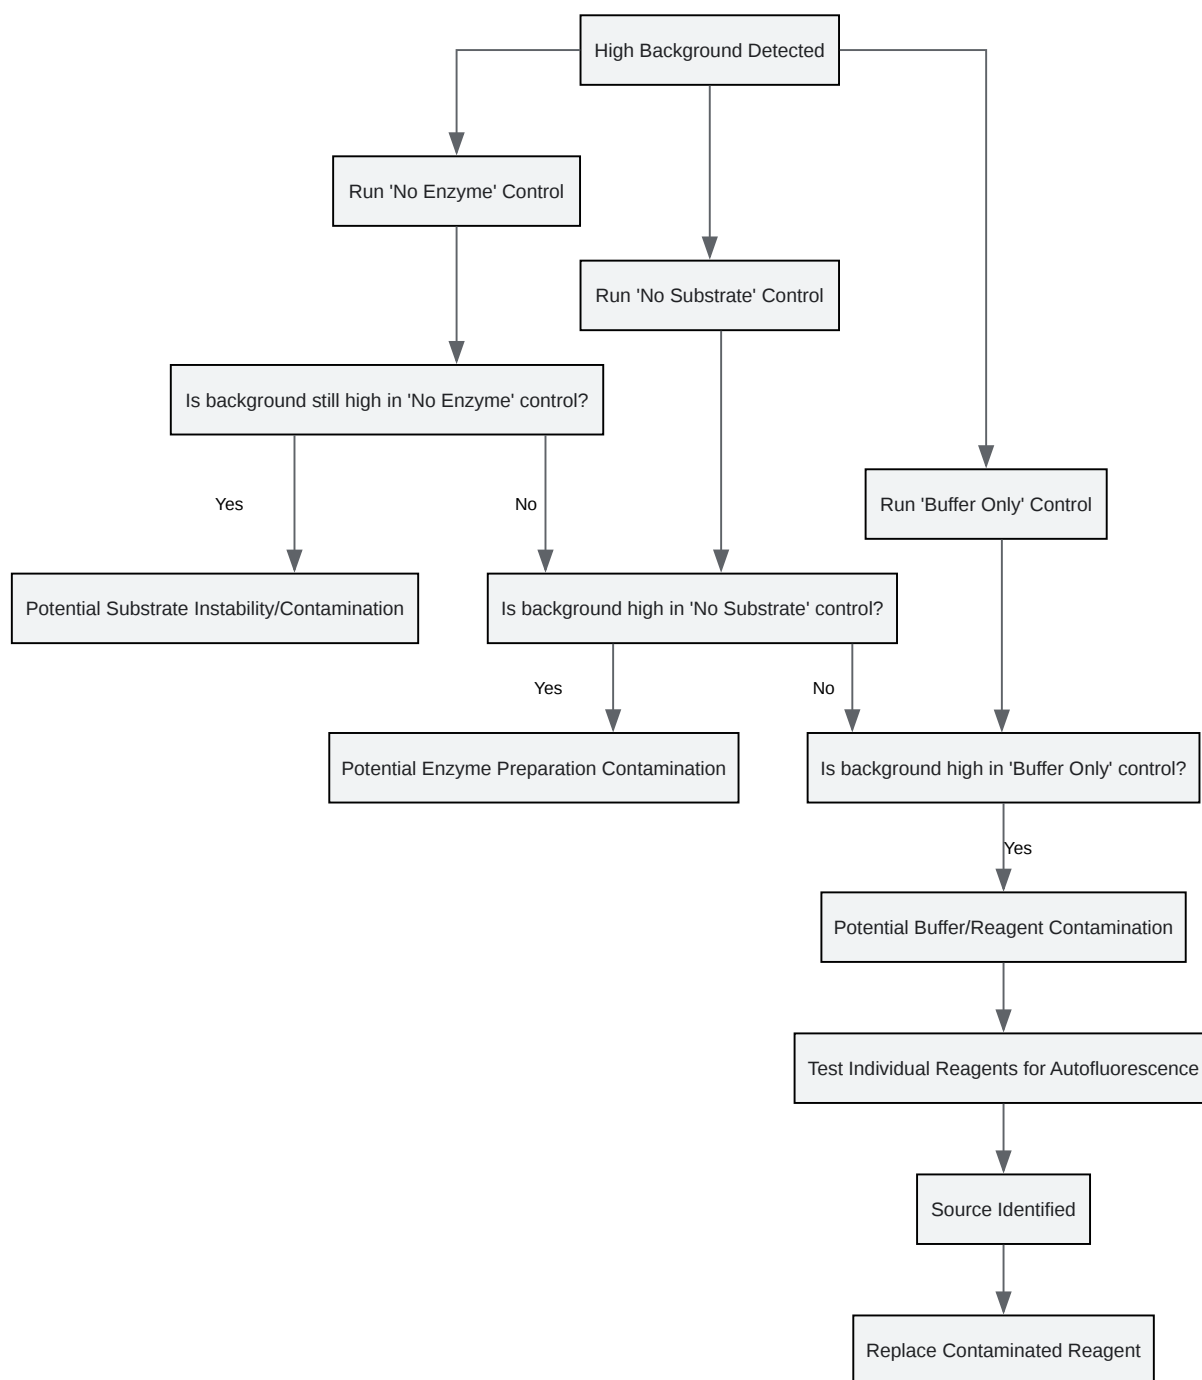 High Background Detected
Run 'No Enzyme' Control
Run 'No Substrate' Control
Is background still high in 'No Enzyme' control?
Run 'Buffer Only' Control
Yes
No
Potential Substrate Instability/Contamination
Is background high in 'No Substrate' control?
Yes
No
Potential Enzyme Preparation Contamination
Is background high in 'Buffer Only' control?
Yes
Potential Buffer/Reagent Contamination
Test Individual Reagents for Autofluorescence
Source Identified
Replace Contaminated Reagent